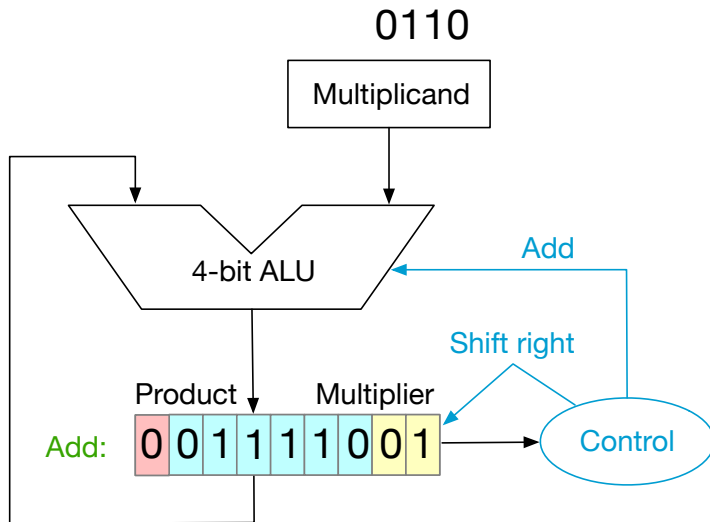 0110
Multiplicand
4-bit ALU
Add
Shift right
Product Multiplier
Add: 0 0 1 1 1 1 0 0 1
Control